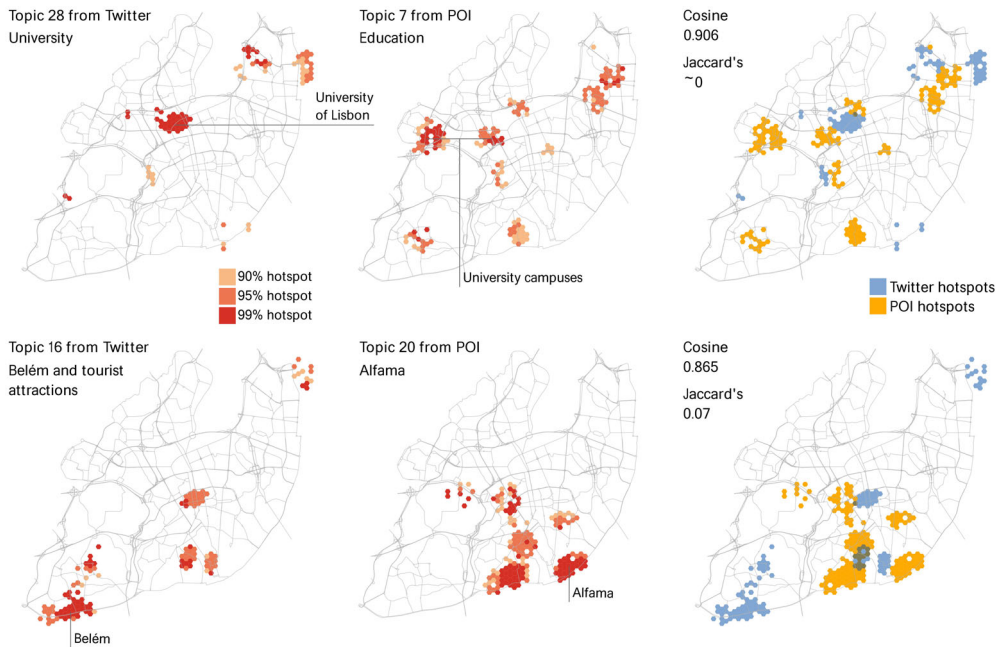 Topic 28 from Twitter
University
University
of Lisbon
90% hotspot
95% hotspot
99% hotspot
Topic 7 from POI
Education
University campuses
Cosine
0.906
Jaccard's
~0
Twitter hotspots
POI hotspots
Topic 16 from Twitter
Belém and tourist
attractions
Belém
Topic 20 from POI
Alfama
Alfama
Cosine
0.865
Jaccard's
0.07